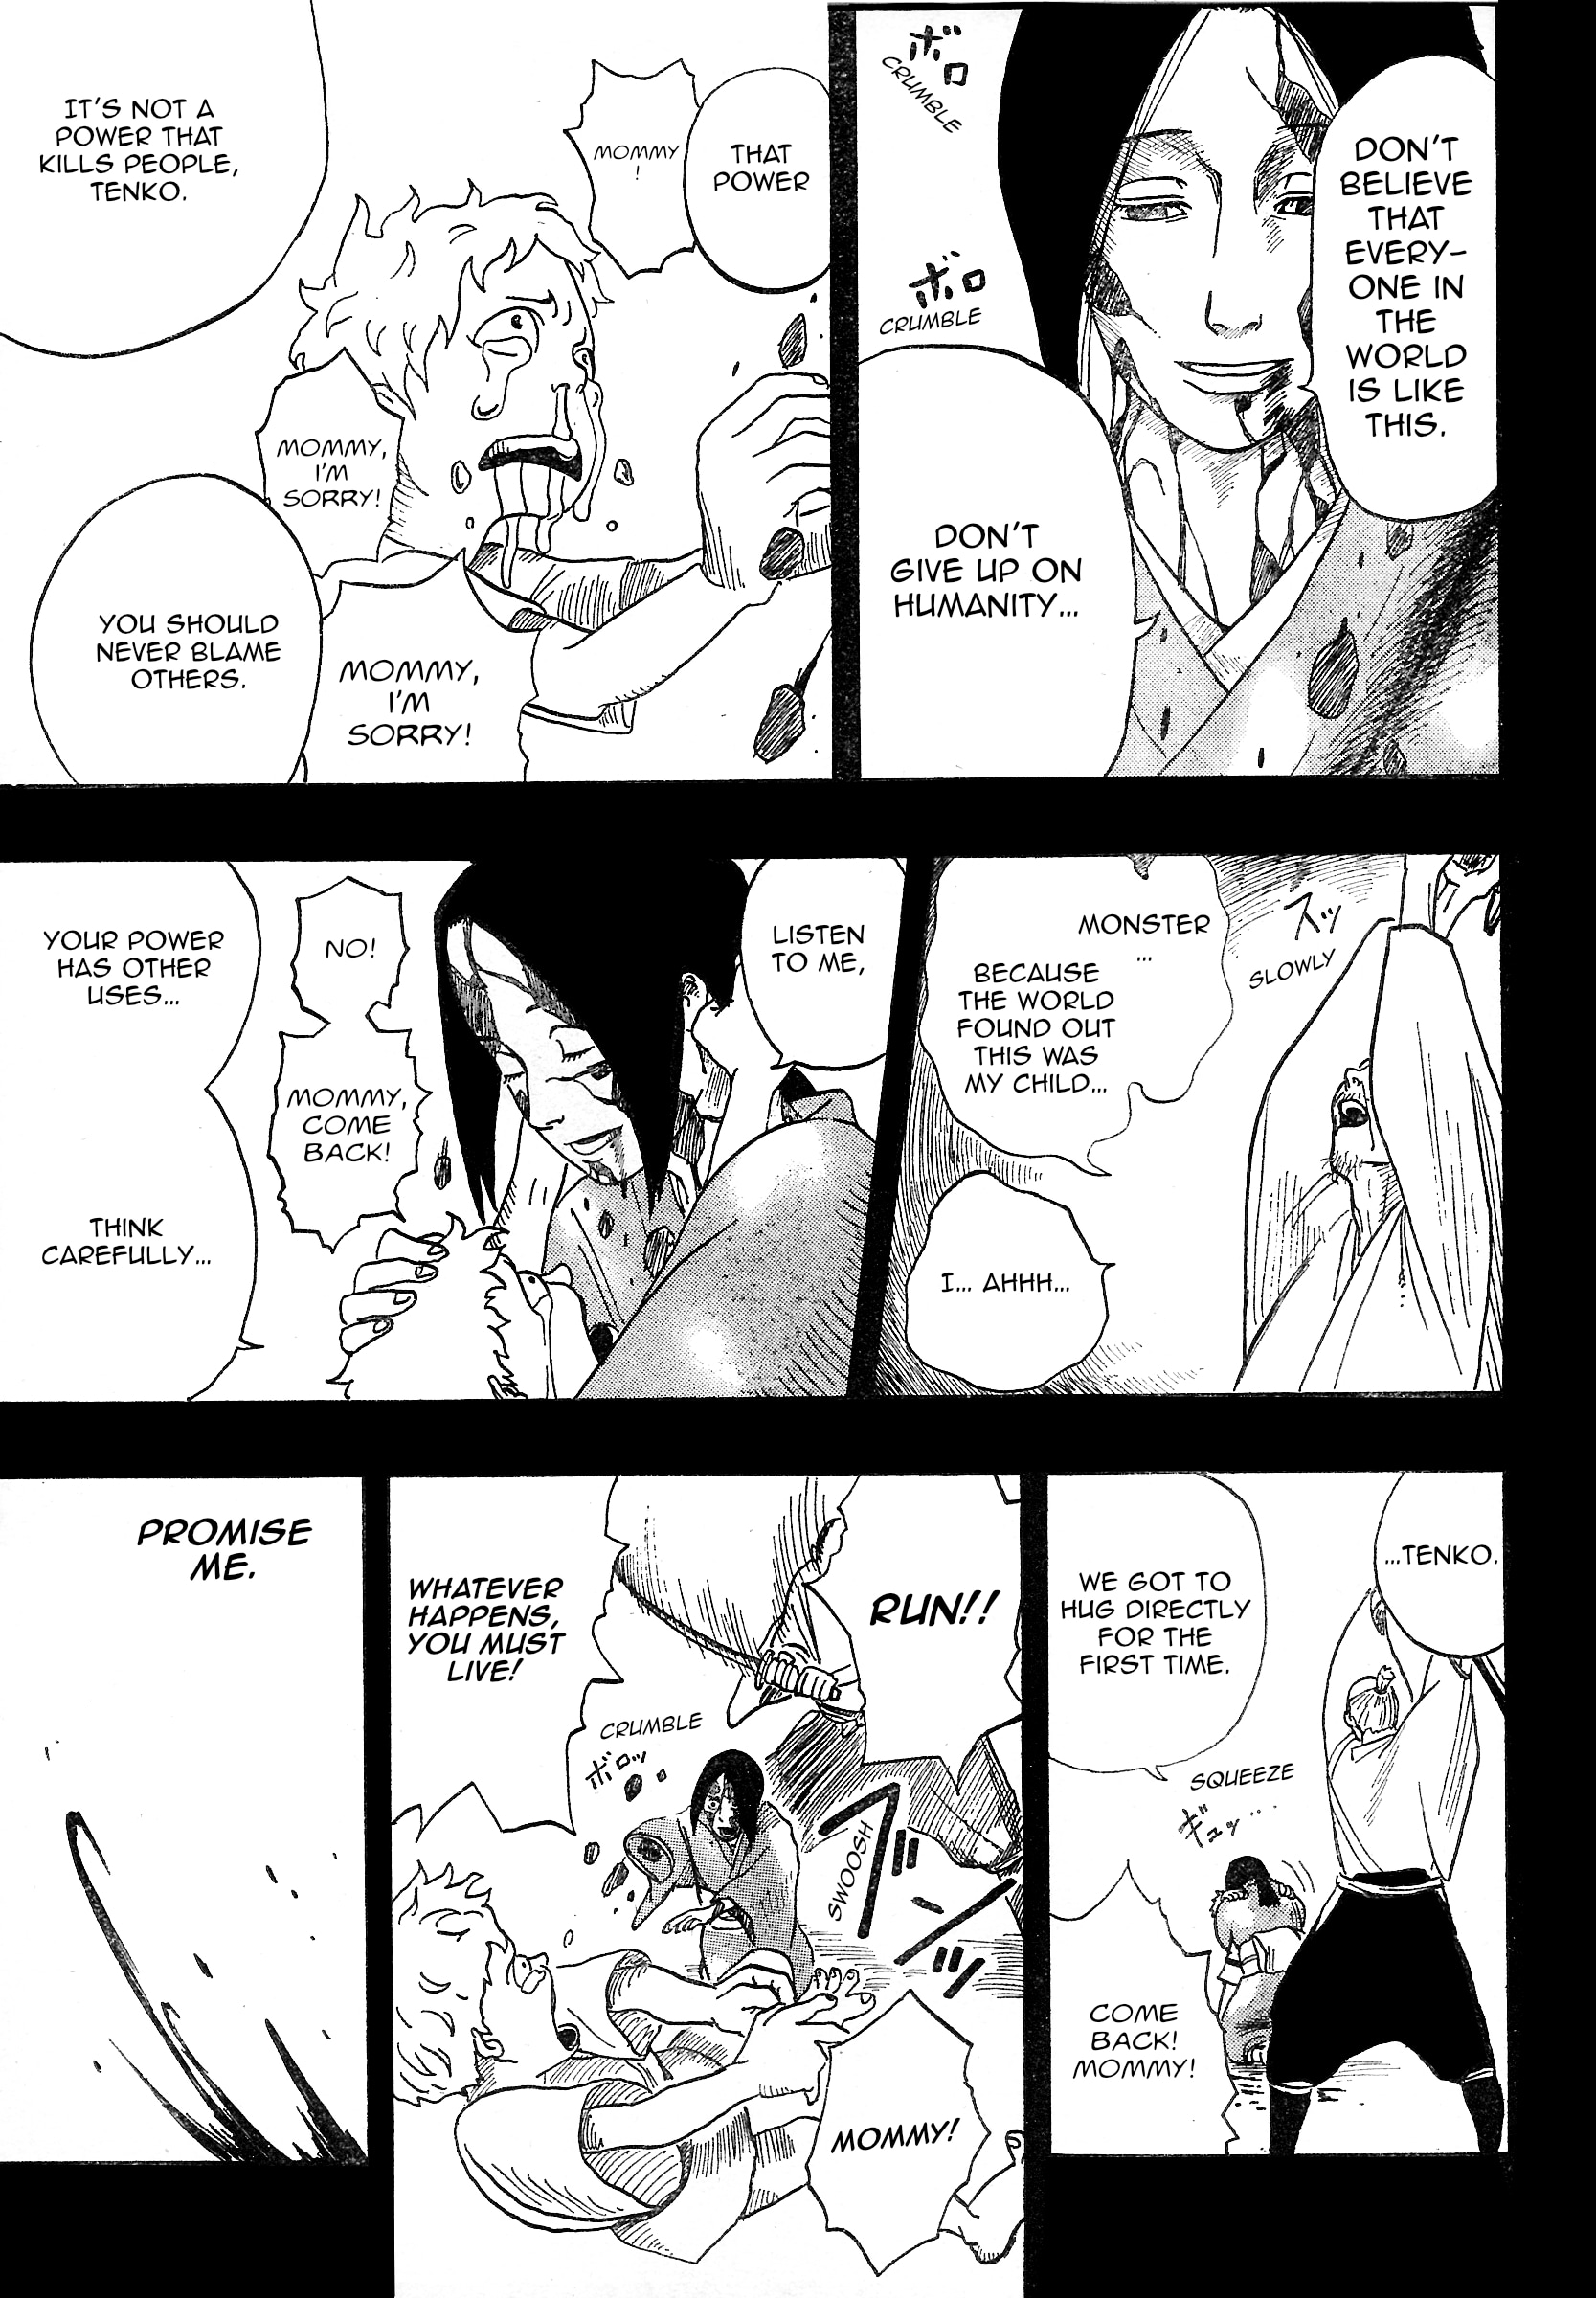 DON'T
BELIEVE
THAT
EVERY-
ONE IN
THE
WORLD
IS LIKE
THIS.
ボロ
CRUMBLE
ボロ
CRUMBLE
DON'T
GIVE UP ON
HUMANITY...
THAT
POWER
MOMMY
!
IT'S NOT A
POWER THAT
KILLS PEOPLE,
TENKO.
MOMMY,
I'M
SORRY!
MOMMY,
I'M
SORRY!
YOU SHOULD
NEVER BLAME
OTHERS.
スッ
SLOWLY
MONSTER
...
BECAUSE
THE WORLD
FOUND OUT
THIS WAS
MY CHILD...
I... AHHH...
LISTEN
TO ME,
NO!
MOMMY,
COME
BACK!
YOUR POWER
HAS OTHER
USES...
THINK
CAREFULLY...
...TENKO.
WE GOT TO
HUG DIRECTLY
FOR THE
FIRST TIME.
SQUEEZE
ギュッ...
COME
BACK!
MOMMY!
RUN!!
WHATEVER
HAPPENS,
YOU MUST
LIVE!
CRUMBLE
ボロッ
SWOOSH
ブンッ
MOMMY!
PROMISE
ME.